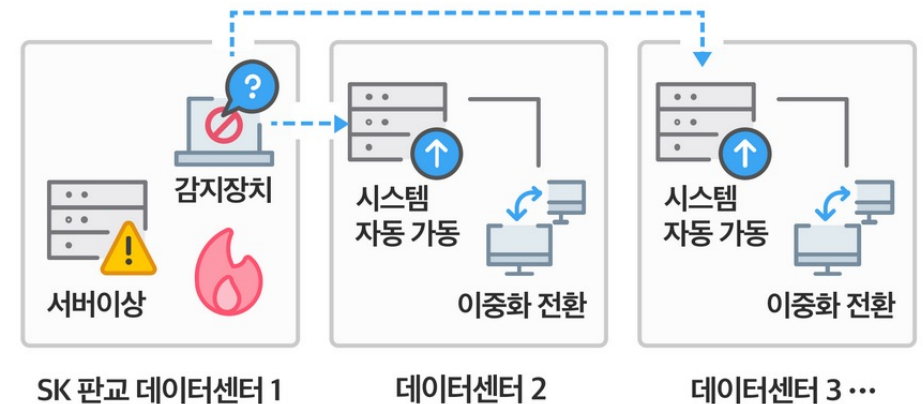 감지장치
서버이상
SK 판교 데이터센터 1
시스템
자동 가동
이중화 전환
데이터센터 2
시스템
자동 가동
이중화 전환
데이터센터 3 …